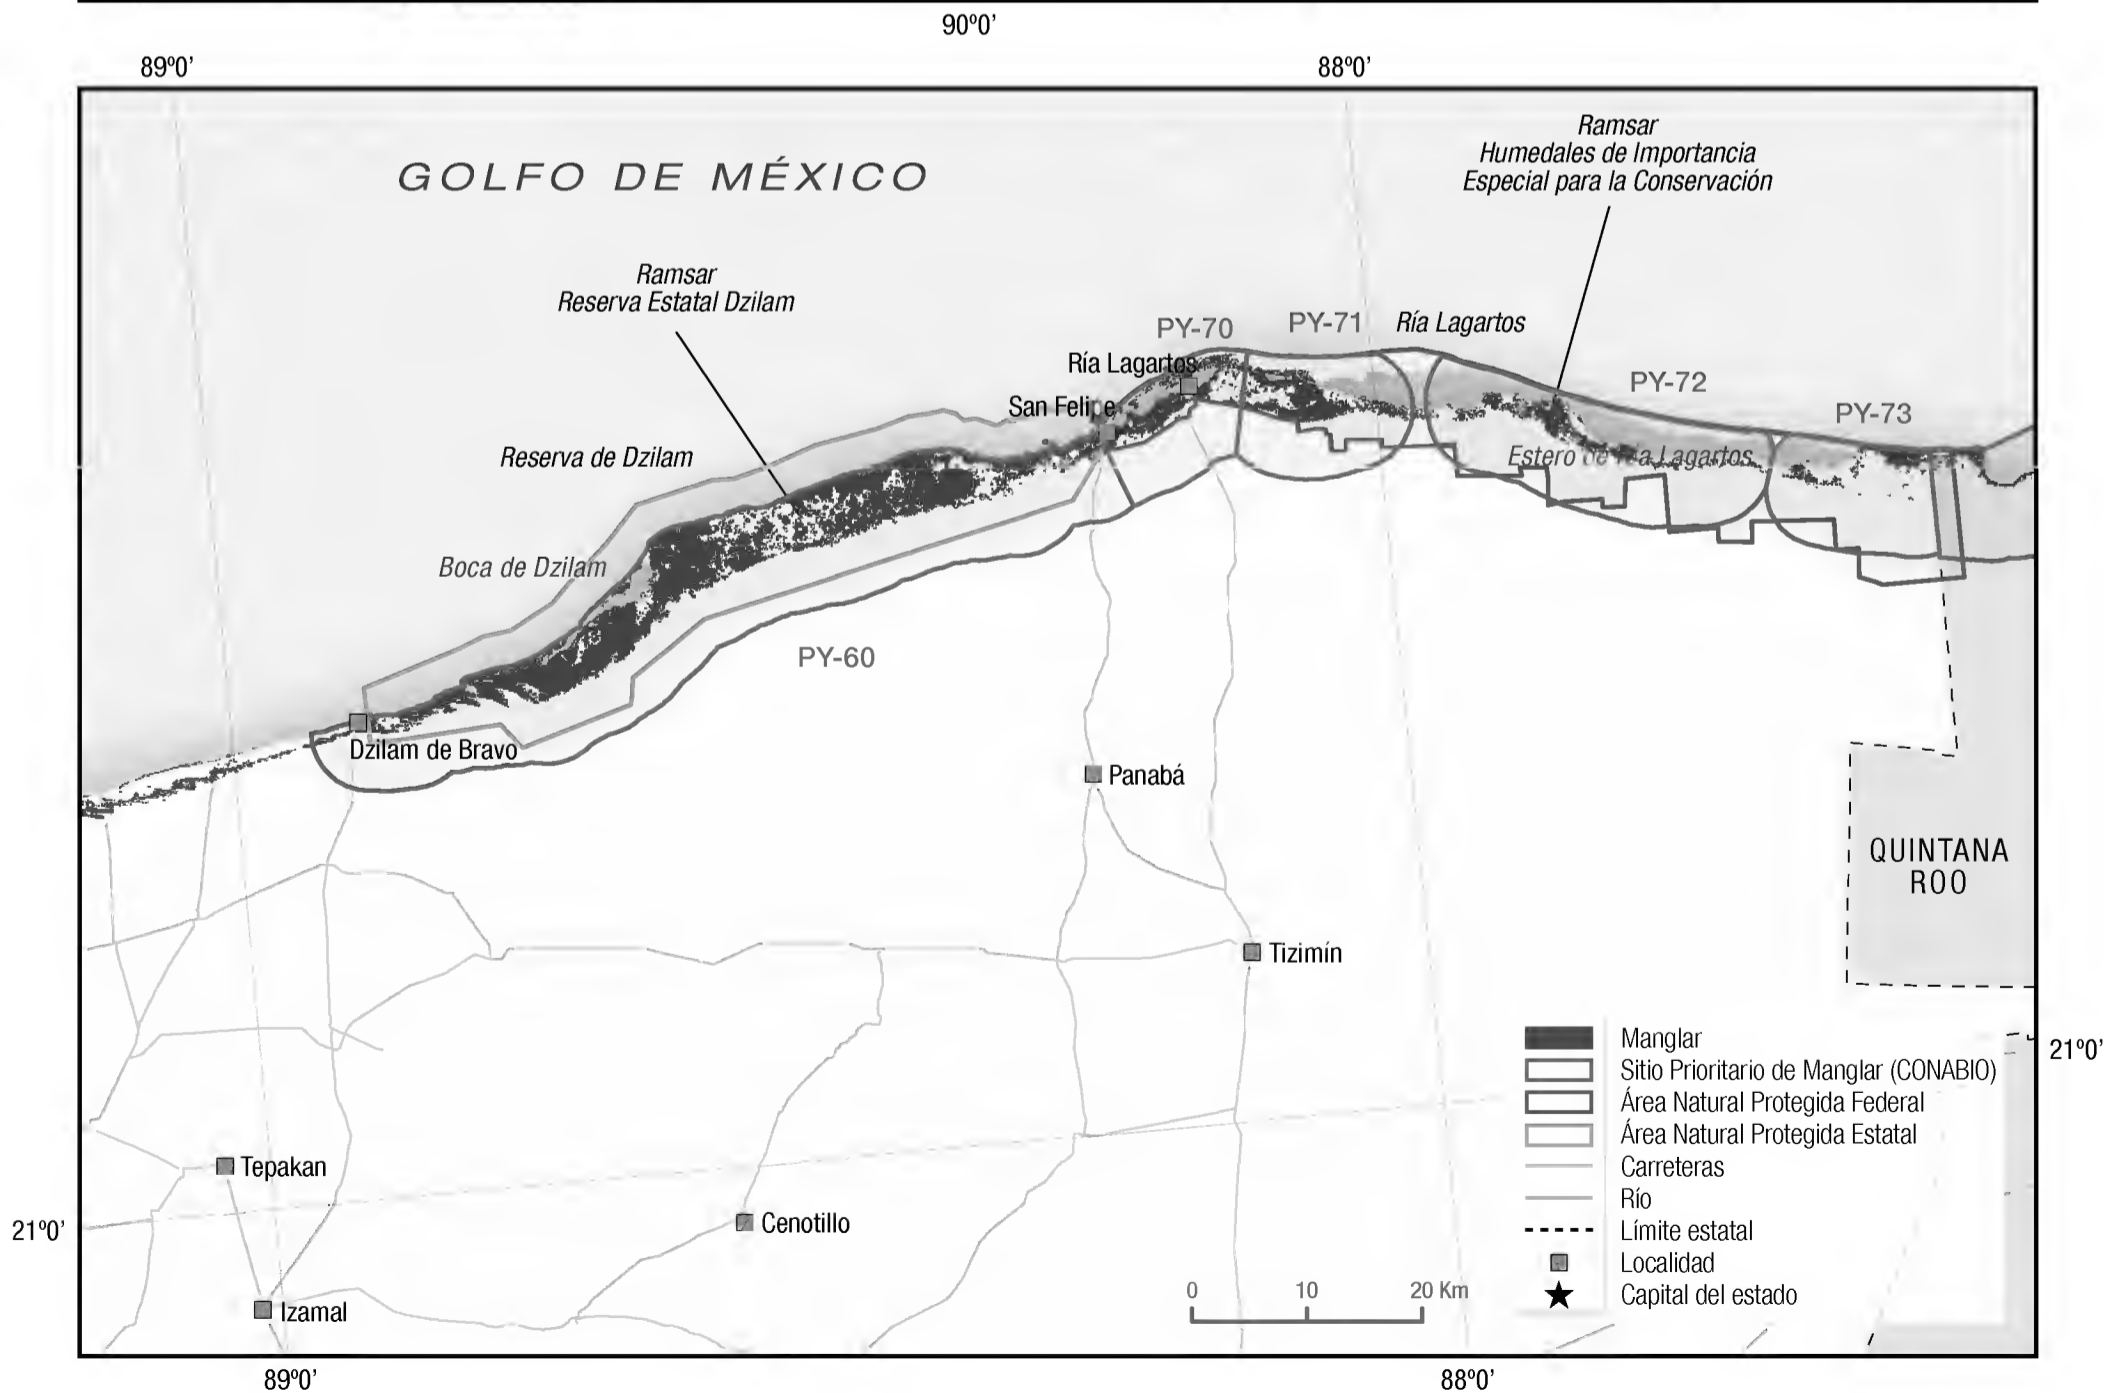 90º0'
89º0'
88º0'
Ramsar
Humedales de Importancia
Especial para la Conservación
GOLFO DE MÉXICO
Ramsar
Reserva Estatal Dzilam
PY-70
PY-71
Ría Lagartos
Ría Lagartos
PY-72
San Felipe
PY-73
Reserva de Dzilam
Estero de Ría Lagartos
Boca de Dzilam
PY-60
Dzilam de Bravo
Panabá
QUINTANA
ROO
Tizimín
Manglar
21º0'
Sitio Prioritario de Manglar (CONABIO)
Área Natural Protegida Federal
Área Natural Protegida Estatal
Carreteras
Río
Límite estatal
Localidad
Capital del estado
Tepakan
21º0'
Cenotillo
0 10 20 Km
Izamal
89º0'
88º0'